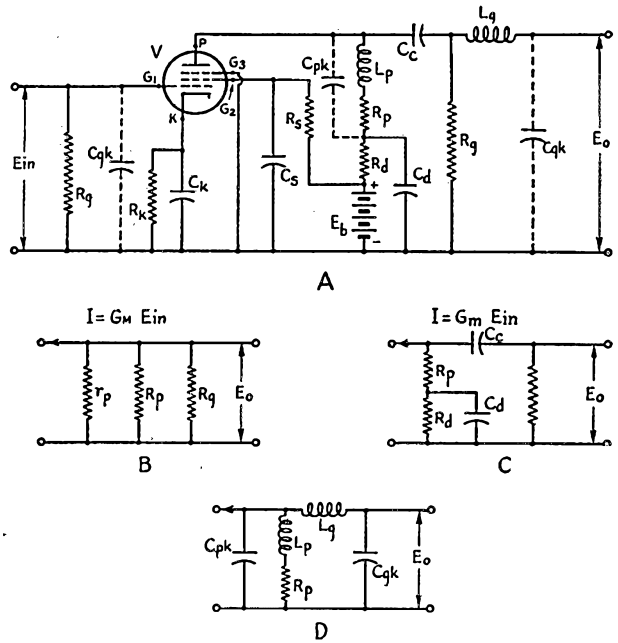 Lg
V
P
G1
G3
G2
K
Cpk
Lp
Cc
Rs
Rp
Rd
Rg
Cgk
Eo
Ein
Rg
Cgk
Rk
Ck
Cs
Eb
+
−
Cd
A
I = GM Ein
rp
Rp
Rg
Eo
B
I = Gm Ein
Cc
Rp
Rd
Cd
Eo
C
Cpk
Lp
Rp
Lg
Cgk
Eo
D